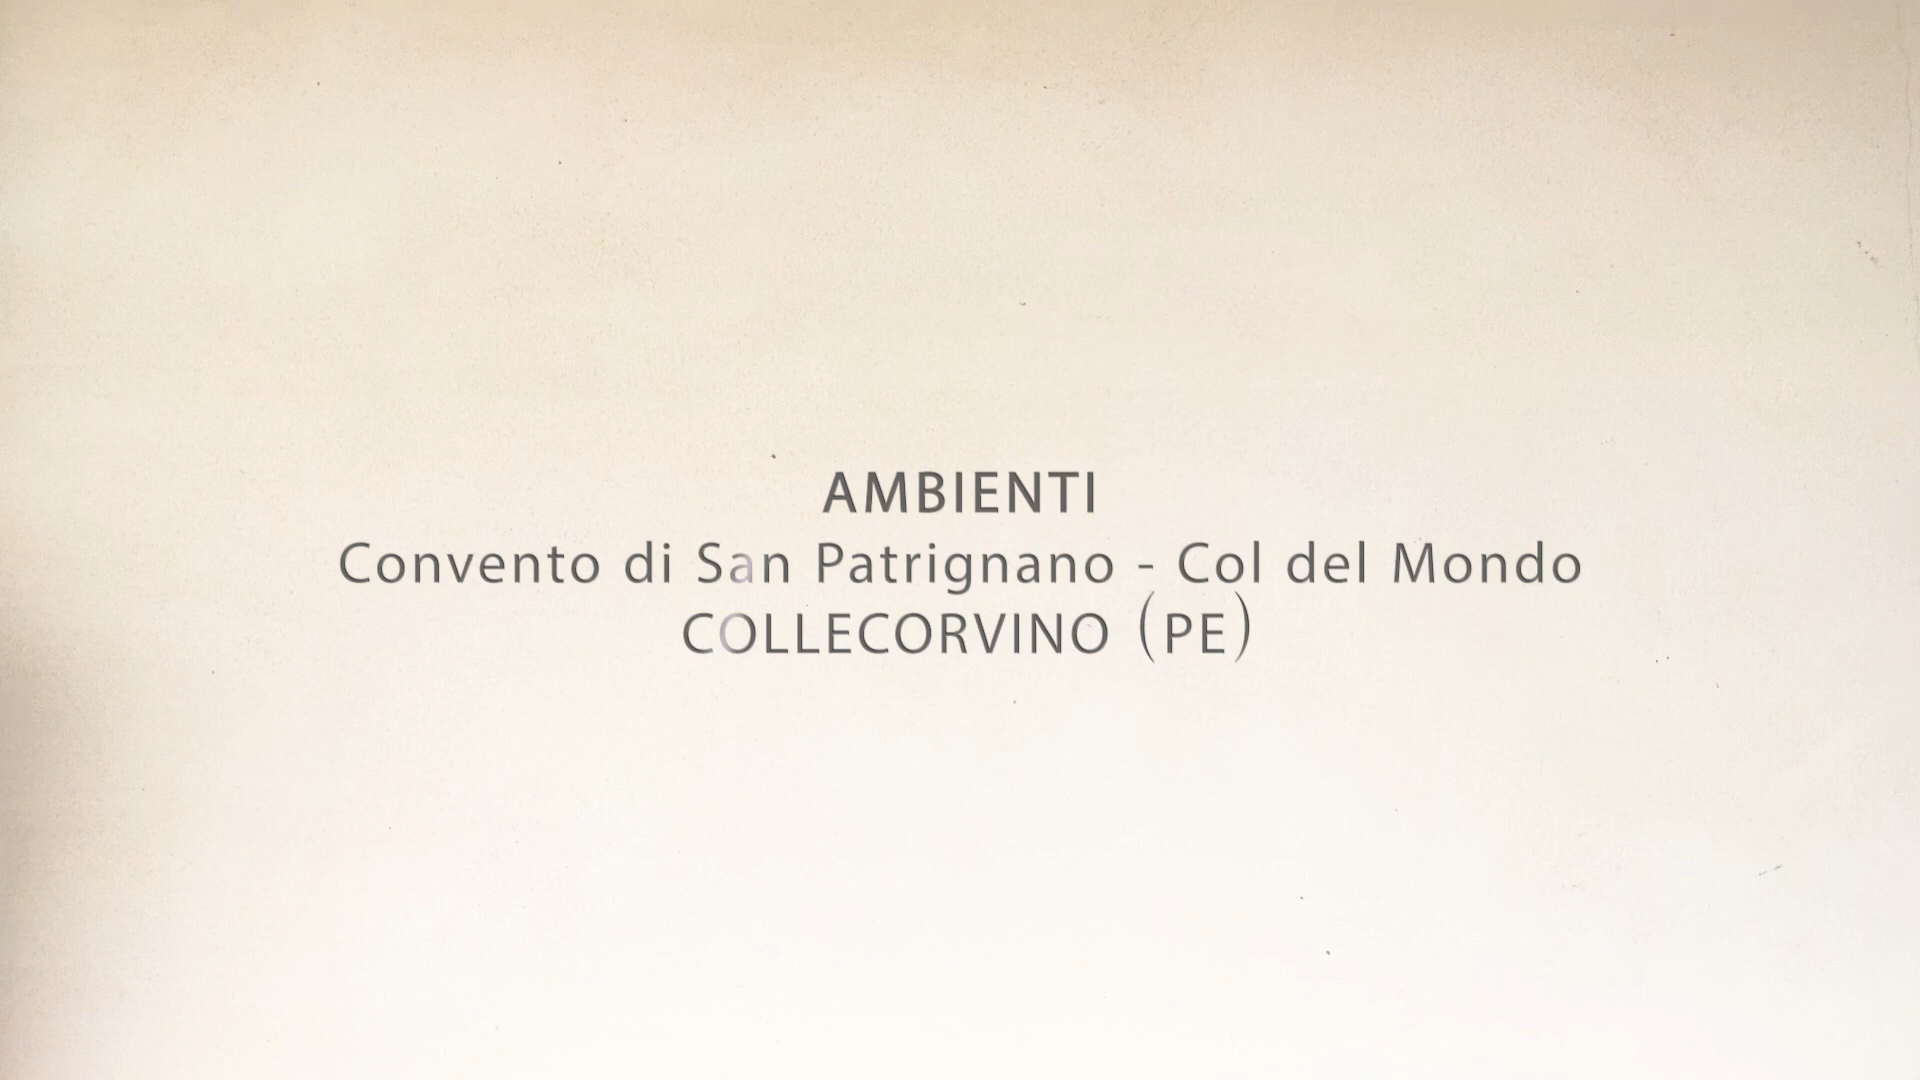 AMBIENTI
Convento di San Patrignano - Col del Mondo
COLLECORVINO (PE)